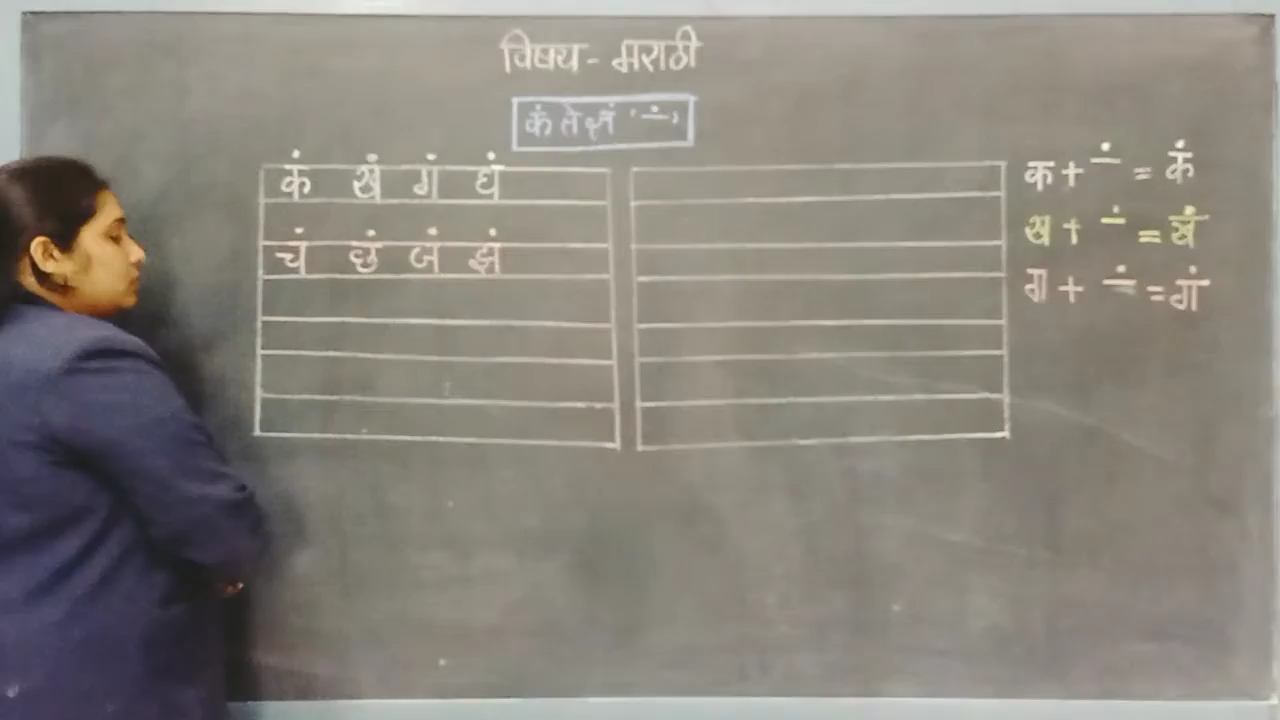 विषय - मराठी
कं ते ज्ञं '—ं'
कं खं गं घं
चं छं जं झं
क + —ं = कं
ख + —ं = खं
ग + —ं = गं